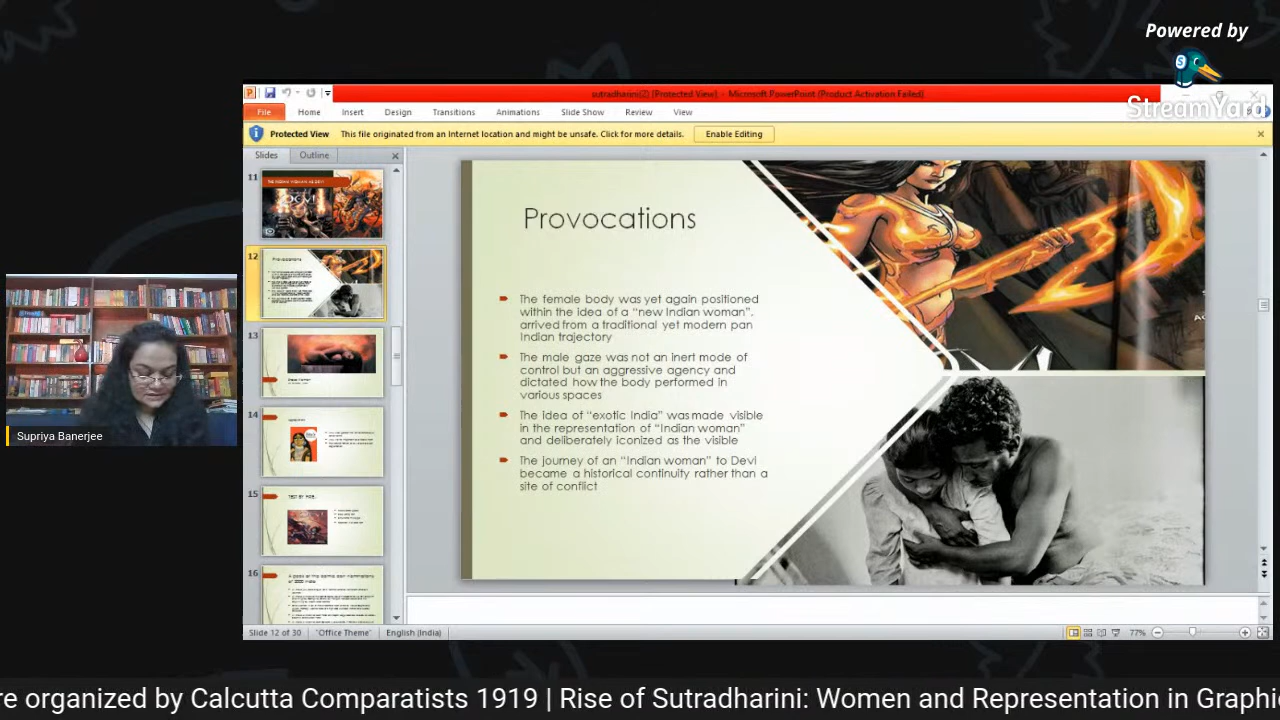 Powered by
StreamYard
sutradharini(2) [Protected View] - Microsoft PowerPoint (Product Activation Failed)
File Home Insert Design Transitions Animations Slide Show Review View
Protected View This file originated from an Internet location and might be unsafe. Click for more details. Enable Editing
Slides Outline
11
12
Provocations
13
14
15
16
Provocations
The female body was yet again positioned
within the idea of a “new Indian woman”,
arrived from a traditional yet modern pan
Indian trajectory
The male gaze was not an inert mode of
control but an aggressive agency and
dictated how the body performed in
various spaces
The idea of “exotic India” was made visible
in the representation of “Indian woman”
and deliberately iconized as the visible
The journey of an “Indian woman” to Devi
became a historical continuity rather than a
site of conflict
Supriya Banerjee
Slide 12 of 30 "Office Theme" English (India) 77%
re organized by Calcutta Comparatists 1919 | Rise of Sutradharini: Women and Representation in Graphi